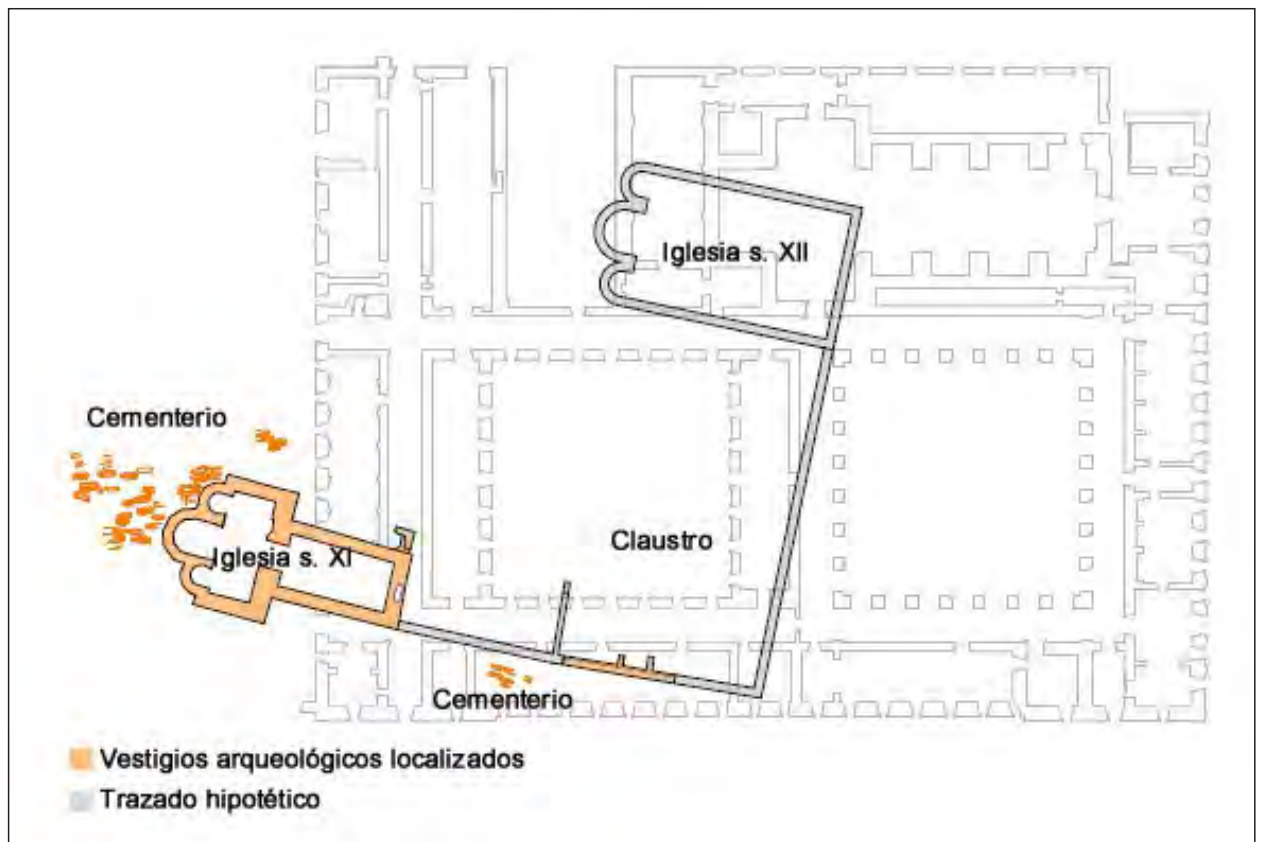 Iglesia s. XII
Cementerio
Claustro
Iglesia s. XI
Cementerio
Vestigios arqueológicos localizados
Trazado hipotético